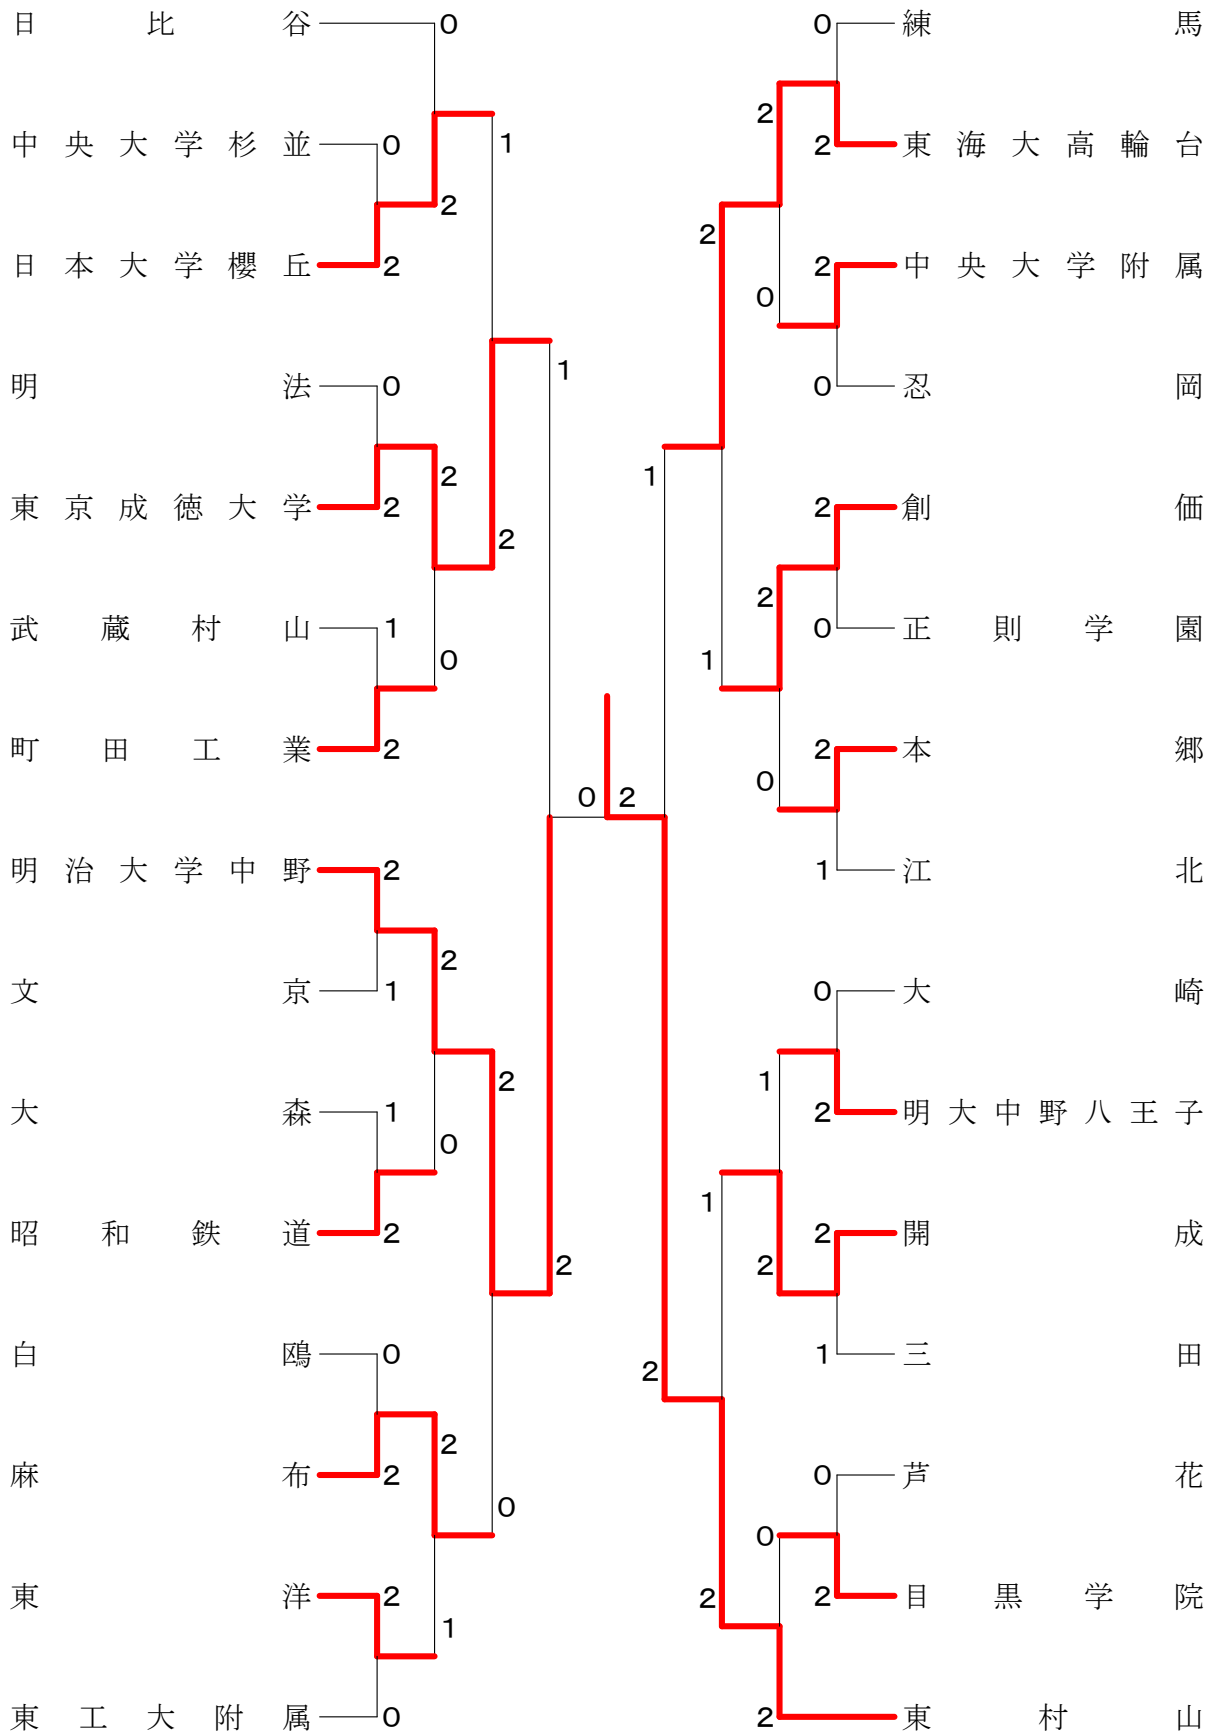 日比谷 0
0 練馬
中央大学杉並 0
1
2
2 東海大高輪台
2
2
日本大学櫻丘 2
2 中央大学附属
0
明法 0
1
0 忍岡
2
1
東京成徳大学 2
2
2 創価
2
武蔵村山 1
0
1
0 正則学園
町田工業 2
2 本郷
0
0 2
明治大学中野 2
1 江北
2
文京 1
0 大崎
2
1
大森 1
0
2 明大中野八王子
1
昭和鉄道 2
2
2
2 開成
白鴎 0
2
1 三田
2
麻布 2
0
0 芦花
0
東洋 2
1
2
2 目黒学院
東工大附属 0
2 東村山